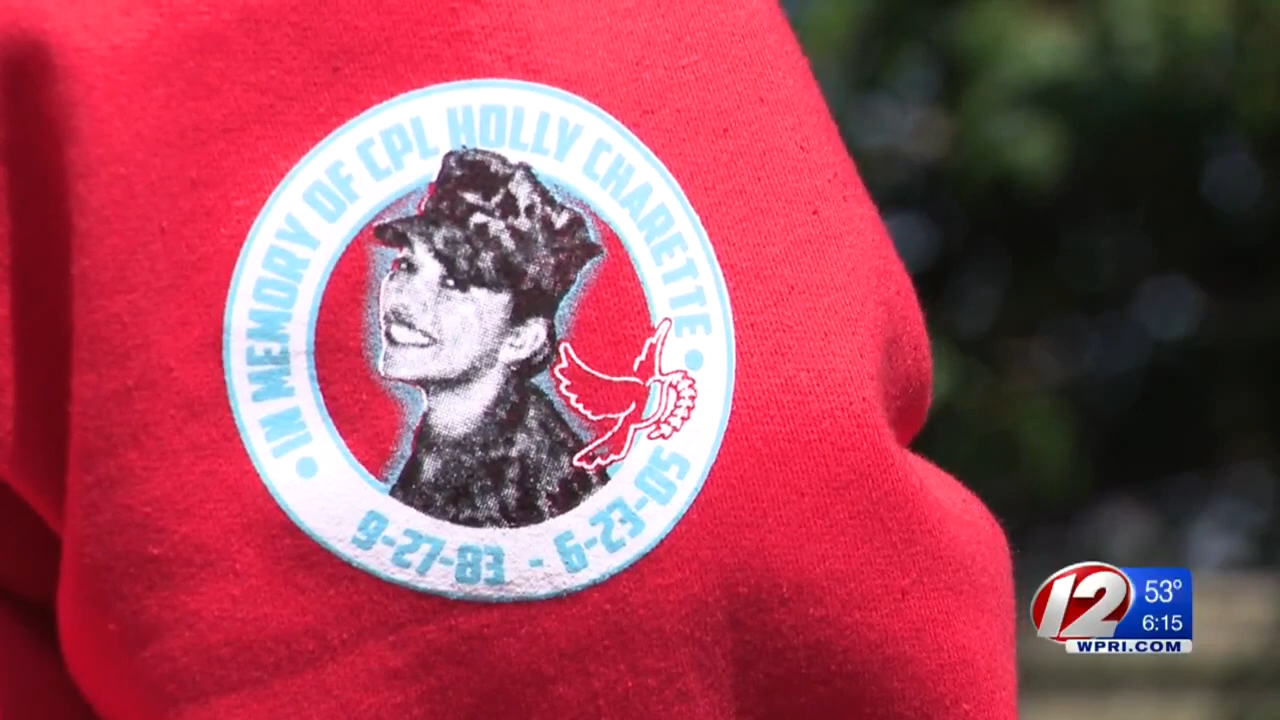 • IN MEMORY OF CPL HOLLY CHARETTE •
9-27-83 - 6-23-05
12
53°
6:15
WPRI.COM